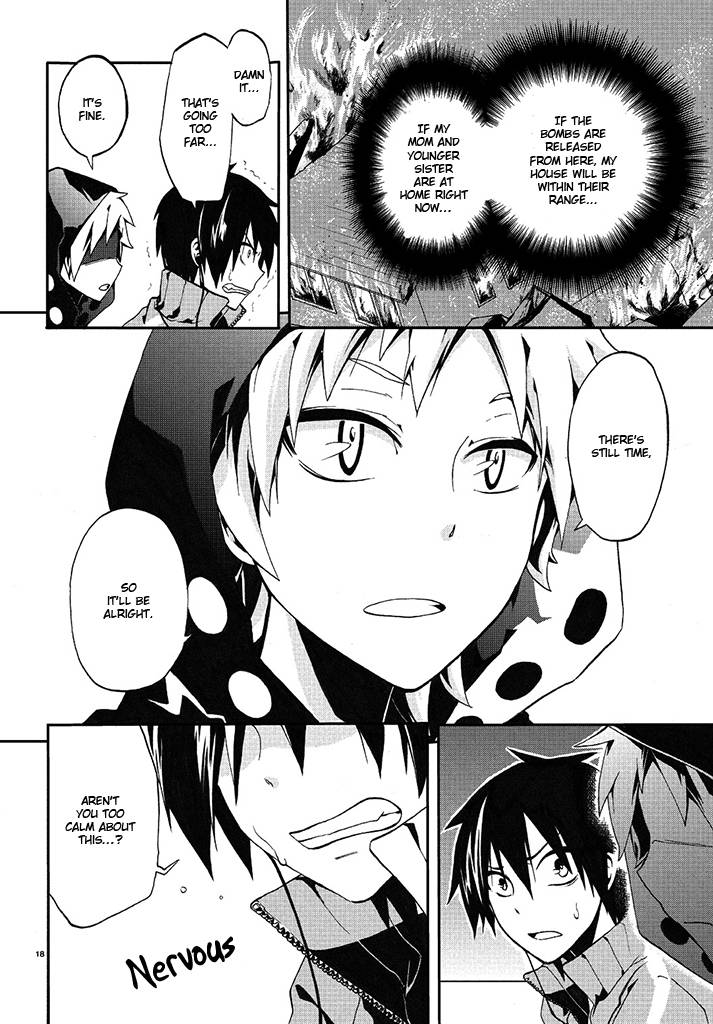 IF THE
BOMBS ARE
RELEASED
FROM HERE, MY
HOUSE WILL BE
WITHIN THEIR
RANGE...
IF MY
MOM AND
YOUNGER
SISTER
ARE AT
HOME RIGHT
NOW...
DAMN
IT...
THAT'S
GOING
TOO
FAR...
IT'S
FINE.
THERE'S
STILL TIME,
SO
IT'LL BE
ALRIGHT.
AREN'T
YOU TOO
CALM ABOUT
THIS...?
Nervous
18